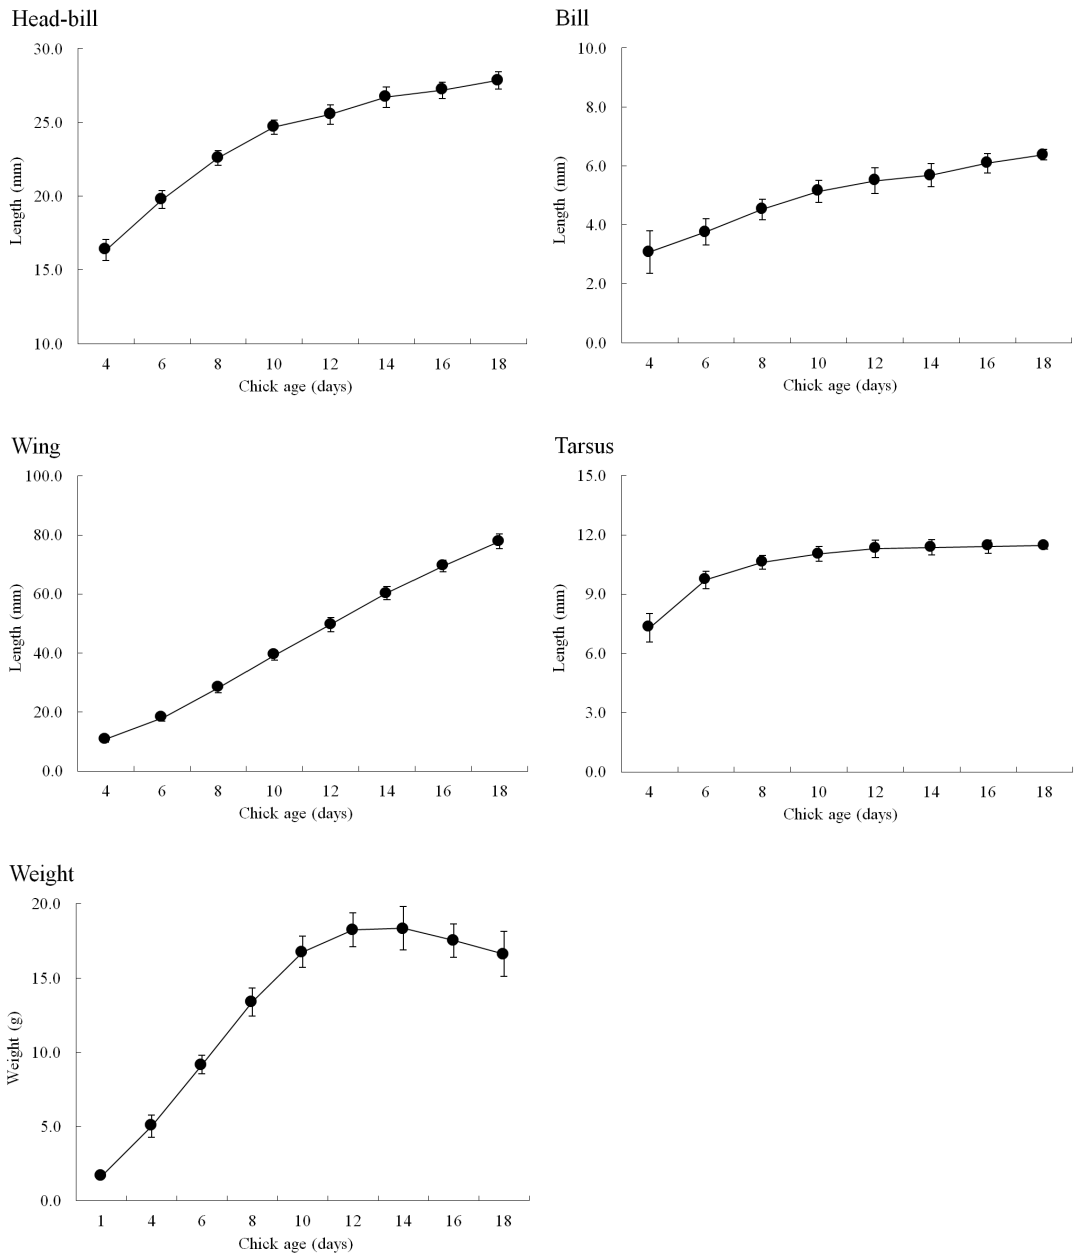 Head-bill
30.0
25.0
20.0
15.0
10.0
Length (mm)
4 6 8 10 12 14 16 18
Chick age (days)
Bill
10.0
8.0
6.0
4.0
2.0
0.0
Length (mm)
4 6 8 10 12 14 16 18
Chick age (days)
Wing
100.0
80.0
60.0
40.0
20.0
0.0
Length (mm)
4 6 8 10 12 14 16 18
Chick age (days)
Tarsus
15.0
12.0
9.0
6.0
3.0
0.0
Length (mm)
4 6 8 10 12 14 16 18
Chick age (days)
Weight
20.0
15.0
10.0
5.0
0.0
Weight (g)
1 4 6 8 10 12 14 16 18
Chick age (days)